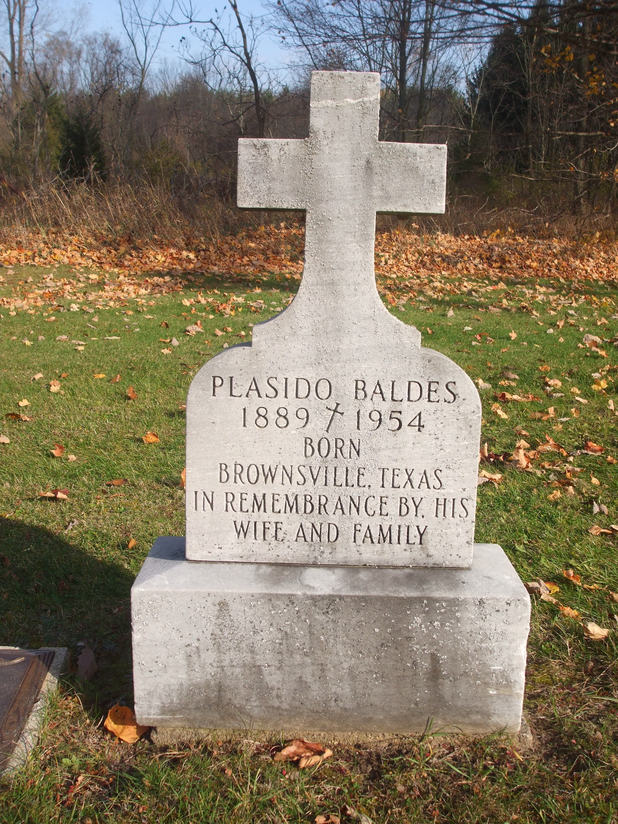 PLASIDO BALDES
1889 † 1954
BORN
BROWNSVILLE, TEXAS
IN REMEMBRANCE BY, HIS
WIFE AND FAMILY